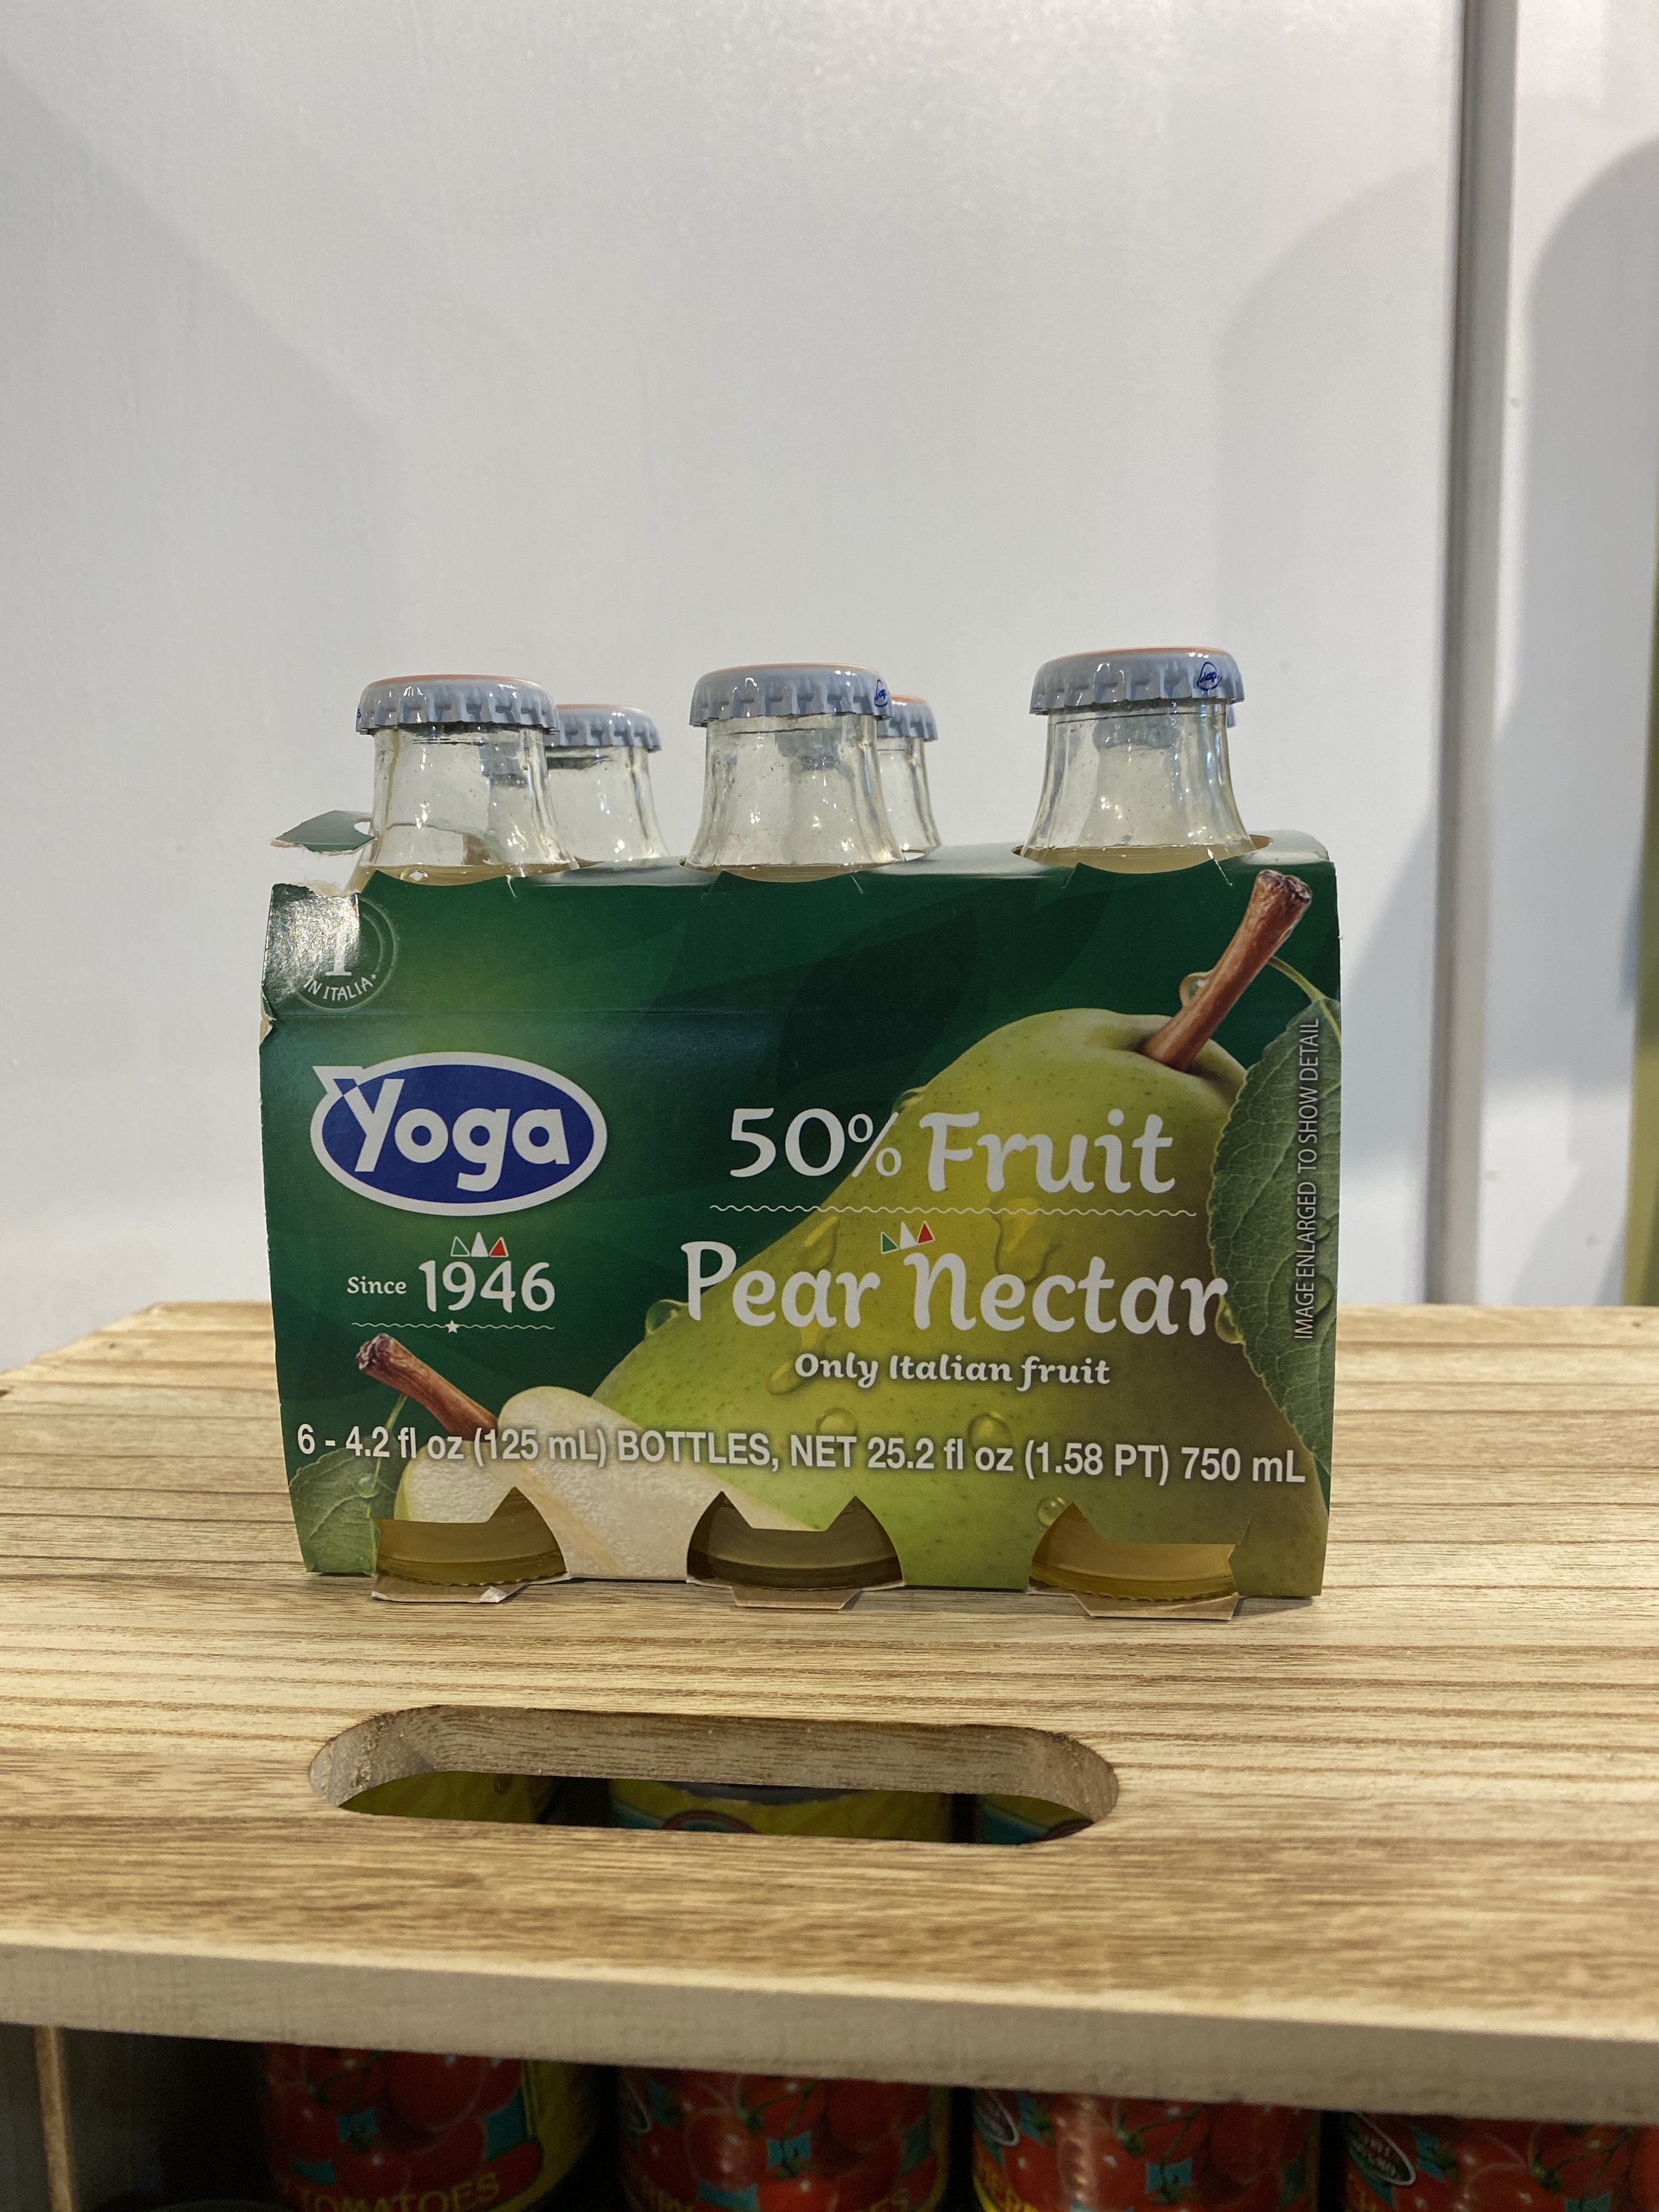 1
IN ITALIA
Yoga
50% Fruit
Since 1946
Pear Nectar
Only Italian fruit
6 - 4.2 fl oz (125 mL) BOTTLES, NET 25.2 fl oz (1.58 PT) 750 mL
IMAGE ENLARGED TO SHOW DETAIL
TOMATOES